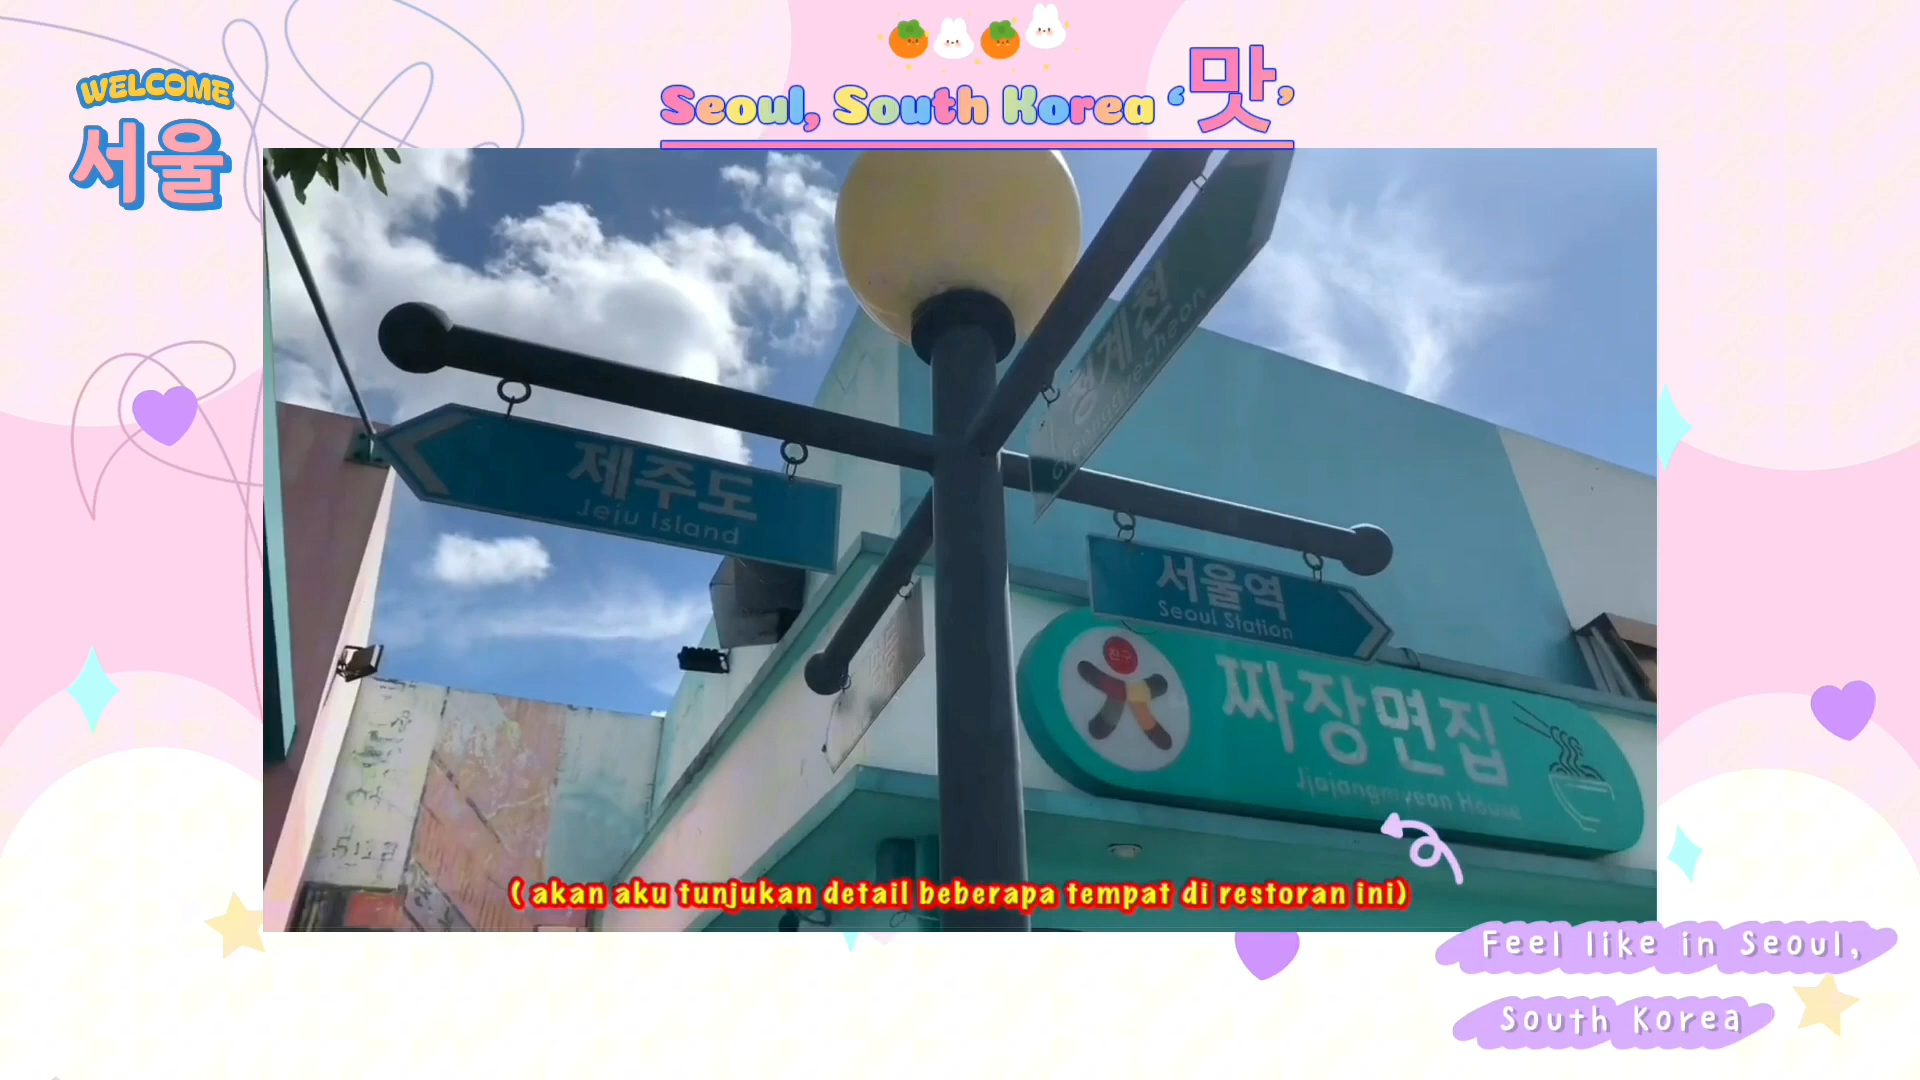 WELCOME
서울
Seoul, South Korea ‘맛’
제주도
Jeju Island
청계천
Cheonggyecheon
서울역
Seoul Station
친구
짜장면집
Jjajangmyeon House
( akan aku tunjukan detail beberapa tempat di restoran ini)
Feel like in Seoul,
South Korea